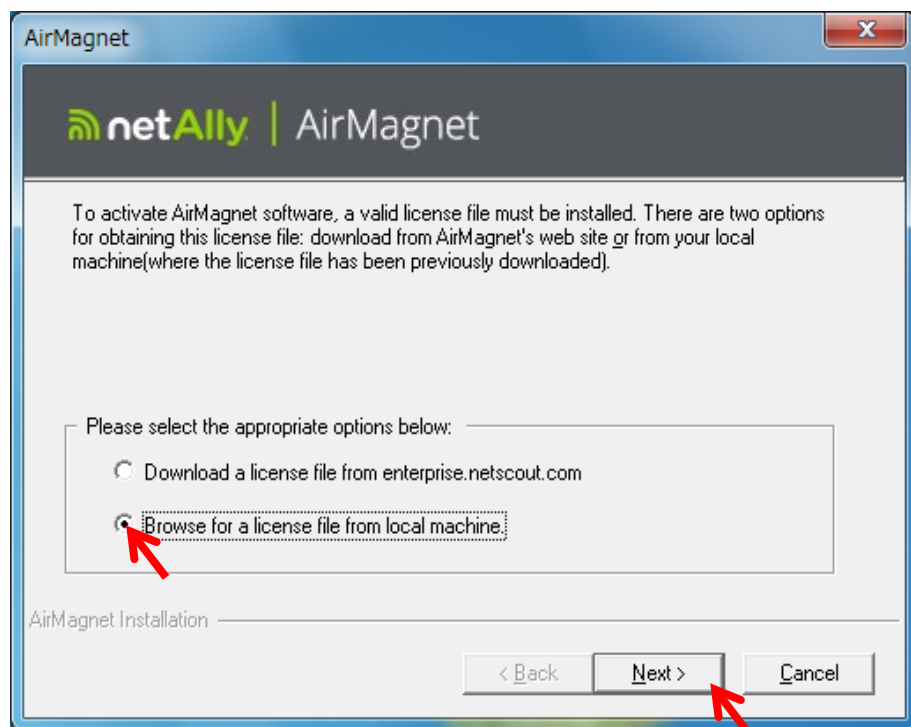 AirMagnet
X
netAlly | AirMagnet
To activate AirMagnet software, a valid license file must be installed. There are two options
for obtaining this license file: download from AirMagnet's web site or from your local
machine(where the license file has been previously downloaded).
Please select the appropriate options below:
Download a license file from enterprise.netscout.com
Browse for a license file from local machine.
AirMagnet Installation
< Back
Next >
Cancel